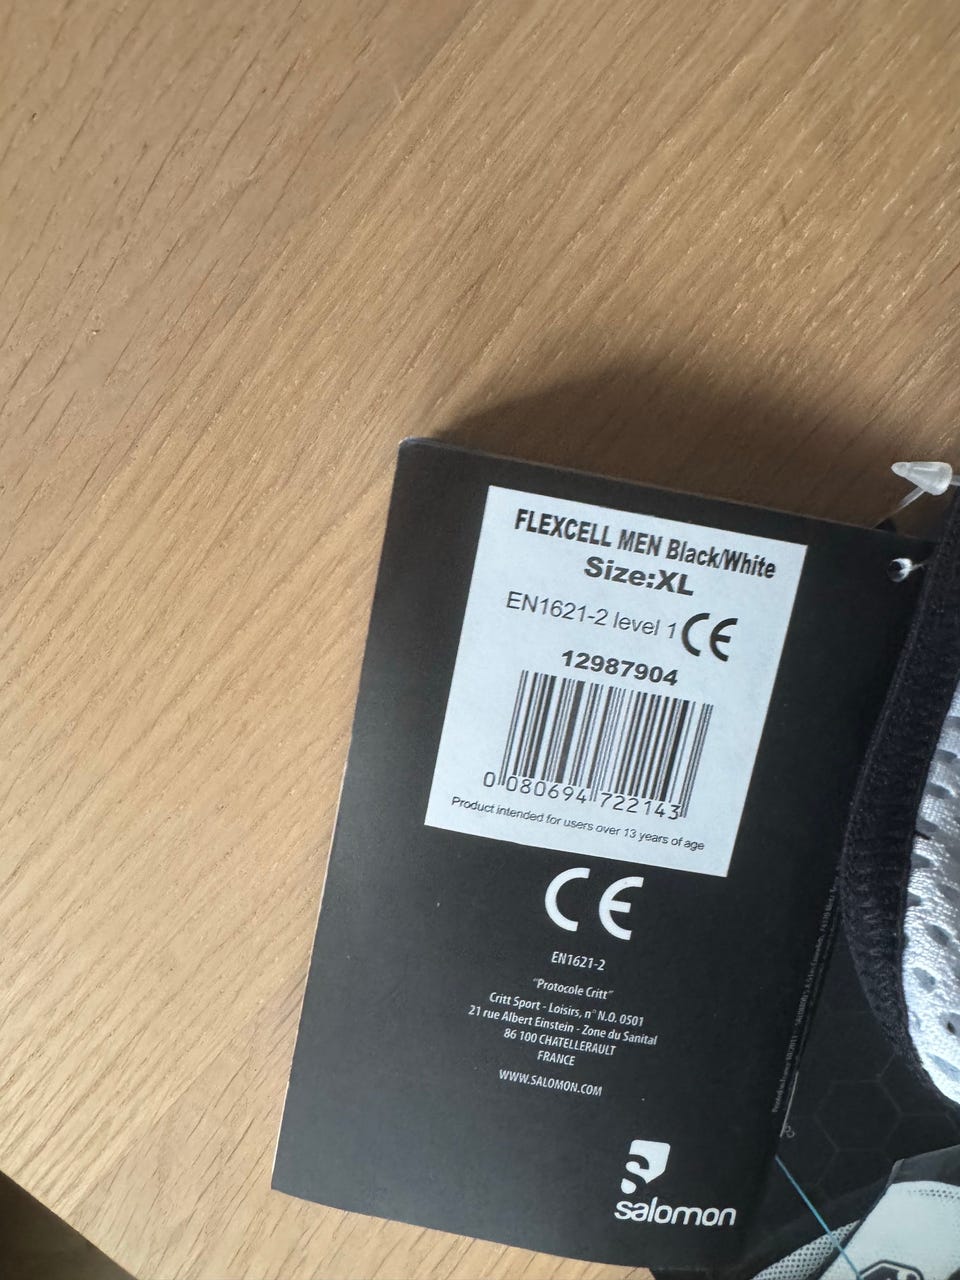 FLEXCELL MEN Black/White
Size:XL
EN1621-2 level 1 CE
12987904
0 080694 722143
Product intended for users over 13 years of age
CE
EN1621-2
"Protocole Critt"
Critt Sport - Loisirs, n° N.O. 0501
21 rue Albert Einstein - Zone du Sanital
86 100 CHATELLERAULT
FRANCE
WWW.SALOMON.COM
salomon